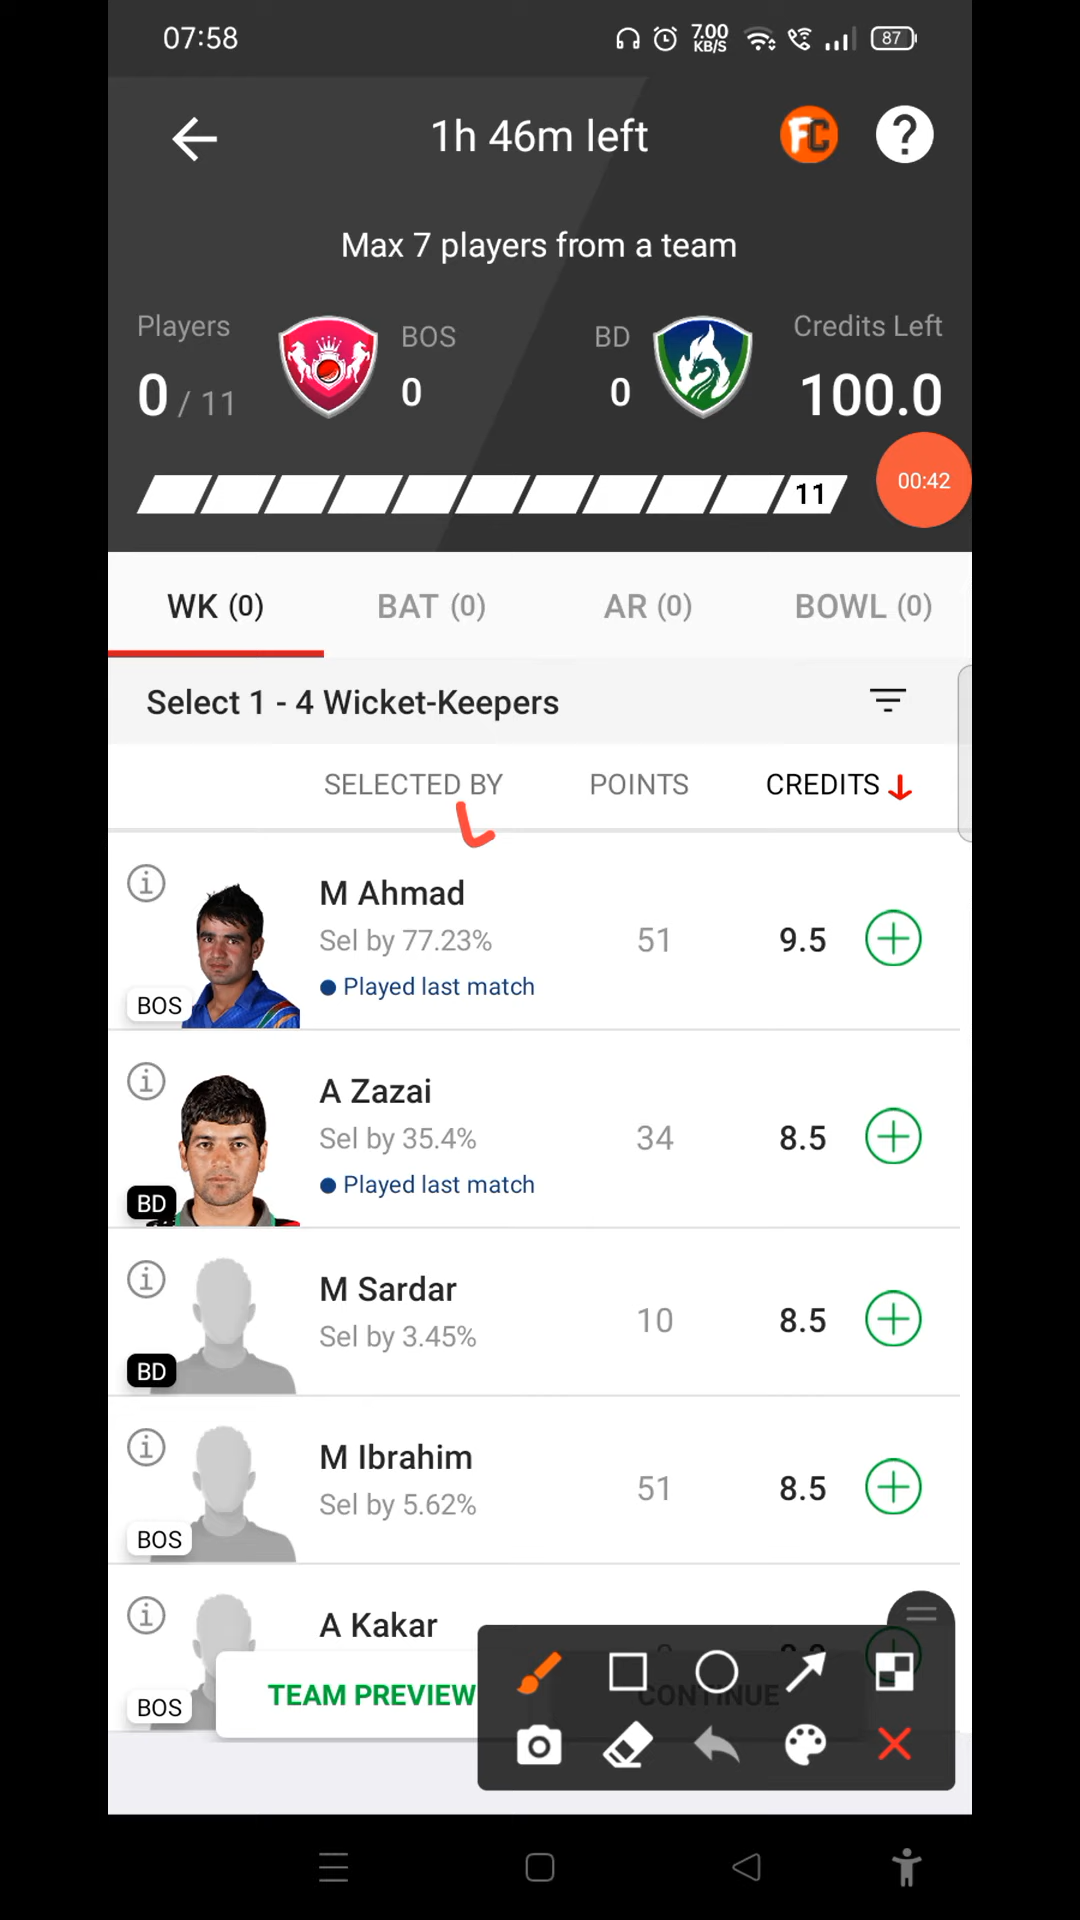 07:58
7.00
KB/S
87
1h 46m left
FC
?
Max 7 players from a team
Players
BOS
BD
Credits Left
0 / 11
0
0
100.0
11
00:42
WK (0)
BAT (0)
AR (0)
BOWL (0)
Select 1 - 4 Wicket-Keepers
SELECTED BY
POINTS
CREDITS
M Ahmad
Sel by 77.23%
51
9.5
Played last match
BOS
A Zazai
Sel by 35.4%
34
8.5
Played last match
BD
M Sardar
Sel by 3.45%
10
8.5
BD
M Ibrahim
Sel by 5.62%
51
8.5
BOS
A Kakar
BOS
TEAM PREVIEW
CONTINUE